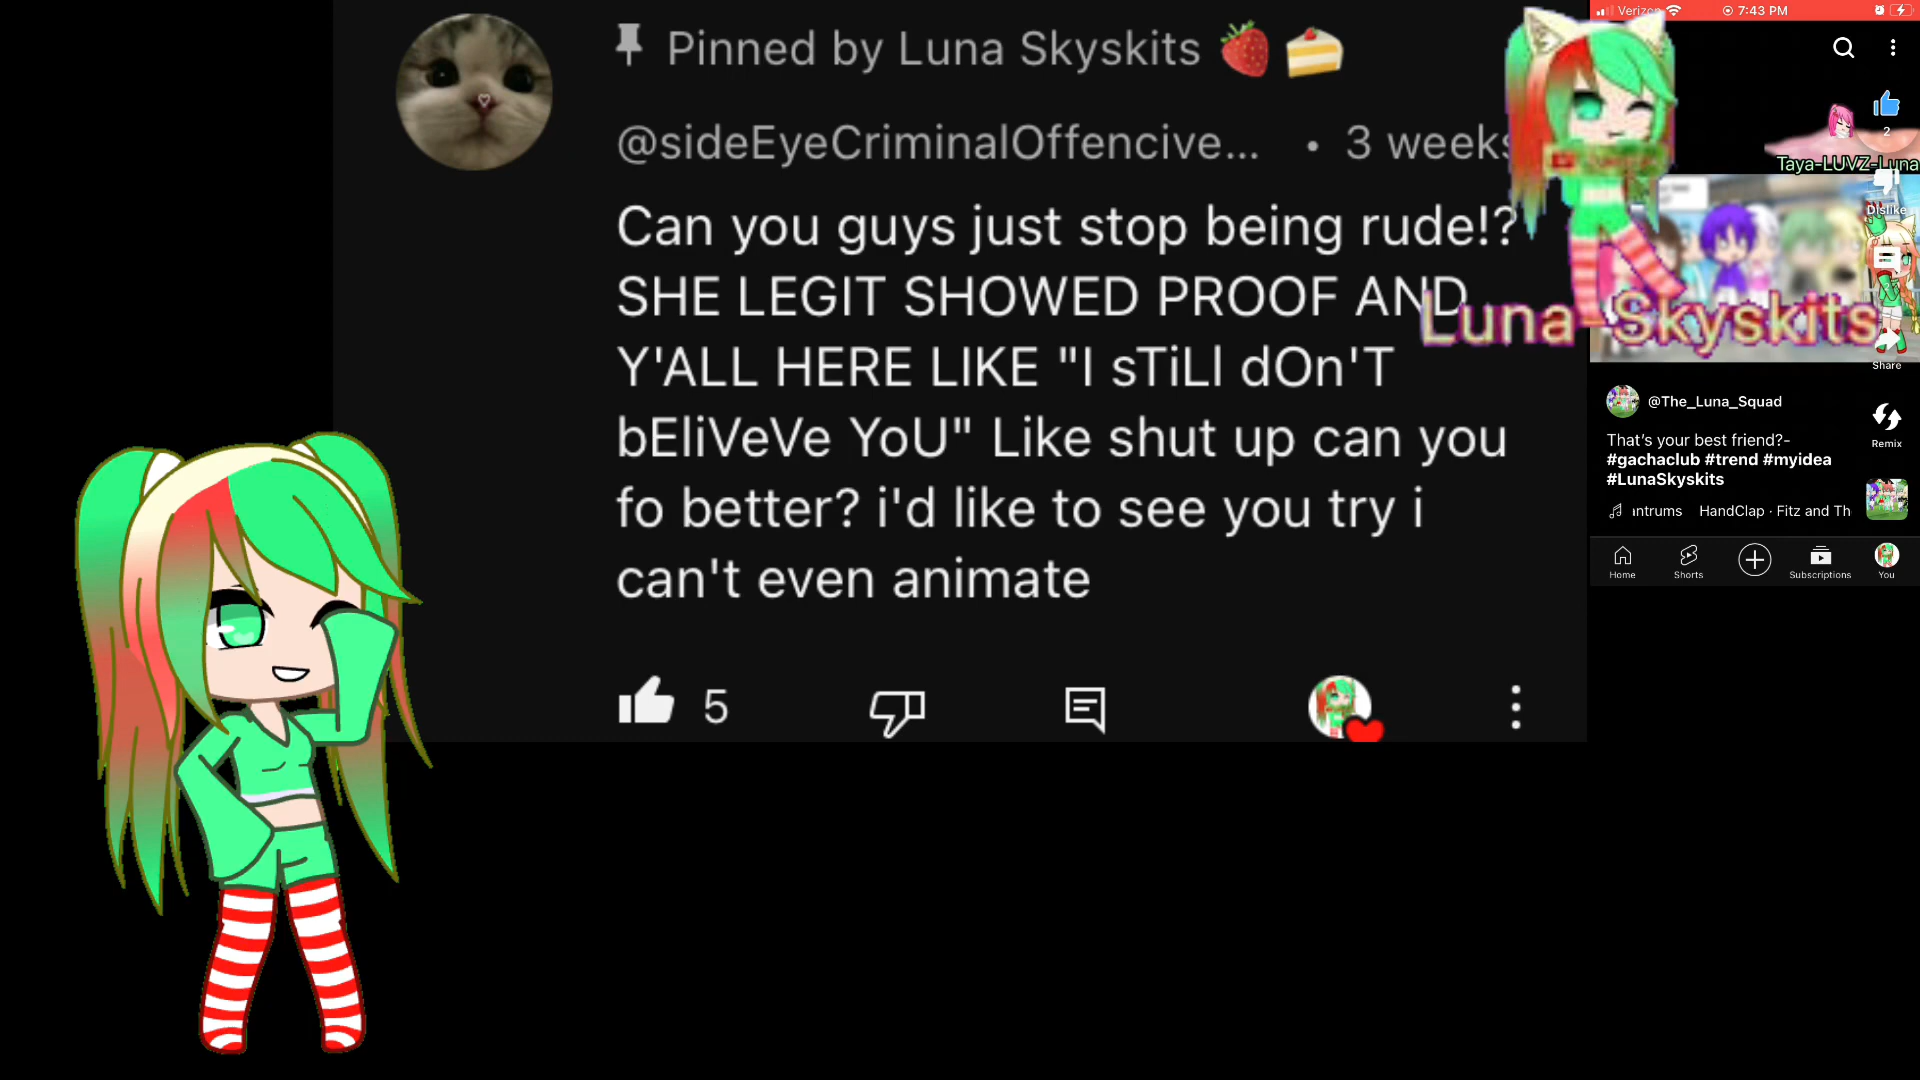 Pinned by Luna Skyskits 🍓 🍰
@sideEyeCriminalOffencive... • 3 weeks
Can you guys just stop being rude!?
SHE LEGIT SHOWED PROOF AND
Y'ALL HERE LIKE "I sTiLl dOn'T
bEliVeVe YoU" Like shut up can you
fo better? i'd like to see you try i
can't even animate
5
Luna-Skyskits
Verizon 7:43 PM
2
Taya-LUVZ-Luna
Dislike
Share
@The_Luna_Squad
That's your best friend?-
#gachaclub #trend #myidea
#LunaSkyskits
Remix
antrums HandClap · Fitz and Th
Home Shorts Subscriptions You